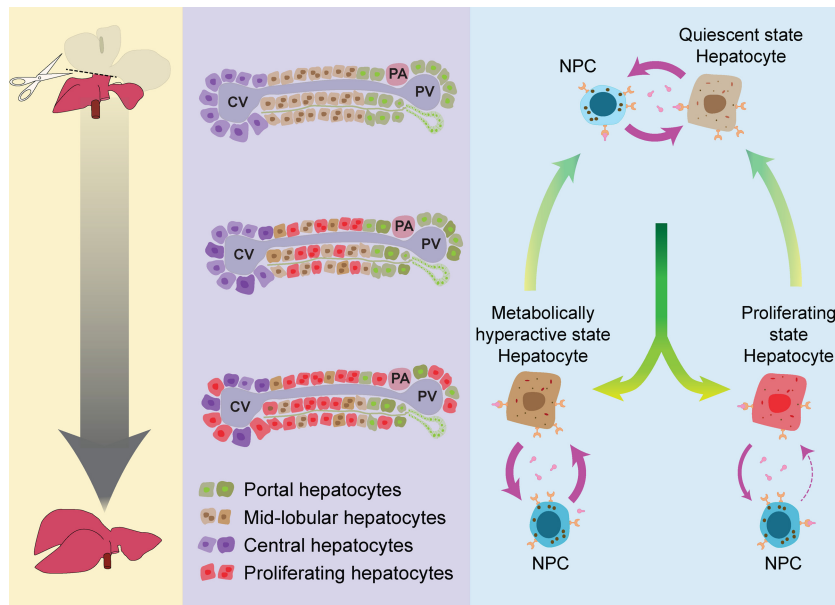 CV
PA
PV
CV
PA
PV
CV
PA
PV
Portal hepatocytes
Mid-lobular hepatocytes
Central hepatocytes
Proliferating hepatocytes
NPC
Quiescent state
Hepatocyte
Metabolically
hyperactive state
Hepatocyte
NPC
Proliferating
state
Hepatocyte
NPC